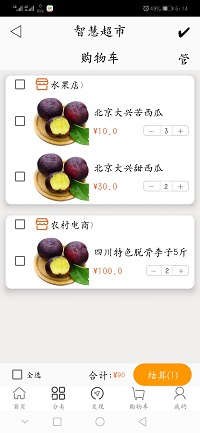 8:14
智慧超市
购物车
管
水果店〉
北京大兴苦西瓜
¥10.0
— 3 +
北京大兴甜西瓜
¥30.0
— 2 +
农村电商〉
四川特色脱骨李子5斤
¥100.0
— 2 +
全选
合计:¥90
结算(1)
首页 分类 发现 购物车 我的